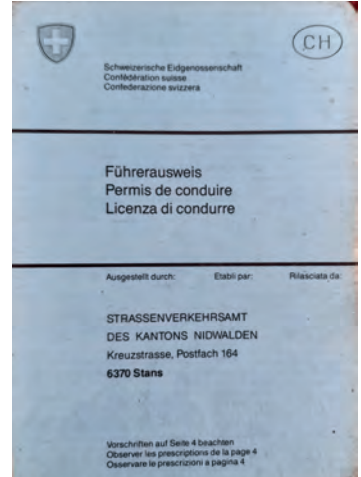 CH
Schweizerische Eidgenossenschaft
Confédération suisse
Confederazione svizzera
Führerausweis
Permis de conduire
Licenza di condurre
Ausgestellt durch: Etabli par: Rilasciata da:
STRASSENVERKEHRSAMT
DES KANTONS NIDWALDEN
Kreuzstrasse, Postfach 164
6370 Stans
Vorschriften auf Seite 4 beachten
Observer les prescriptions de la page 4
Osservare le prescrizioni a pagina 4